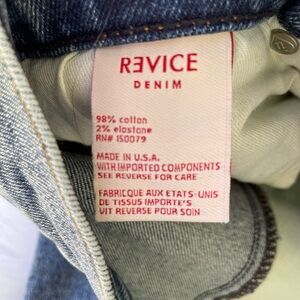 REVICE
DENIM
98% cotton
2% elastane
RN# 150079
MADE IN U.S.A.
WITH IMPORTED COMPONENTS
SEE REVERSE FOR CARE
FABRIQUE AUX ETATS-UNIS
DE TISSUS IMPORTE'S
VIT REVERSE POUR SOIN